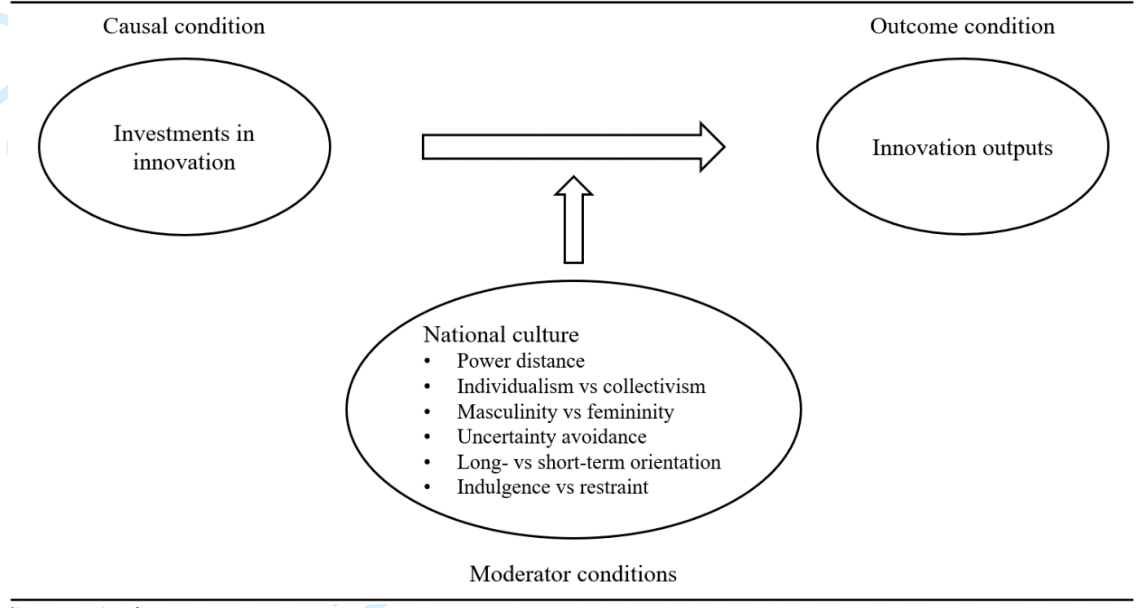 Causal condition
Outcome condition
Investments in
innovation
Innovation outputs
National culture
• Power distance
• Individualism vs collectivism
• Masculinity vs femininity
• Uncertainty avoidance
• Long- vs short-term orientation
• Indulgence vs restraint
Moderator conditions